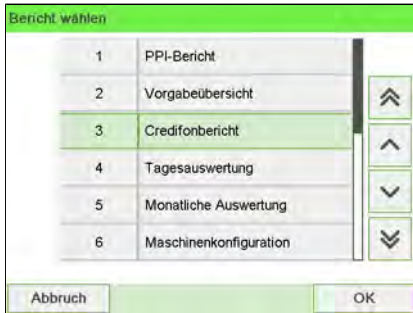 Bericht wählen
1 PPI-Bericht
2 Vorgabeübersicht
3 Credifonbericht
4 Tagesauswertung
5 Monatliche Auswertung
6 Maschinenkonfiguration
Abbruch OK